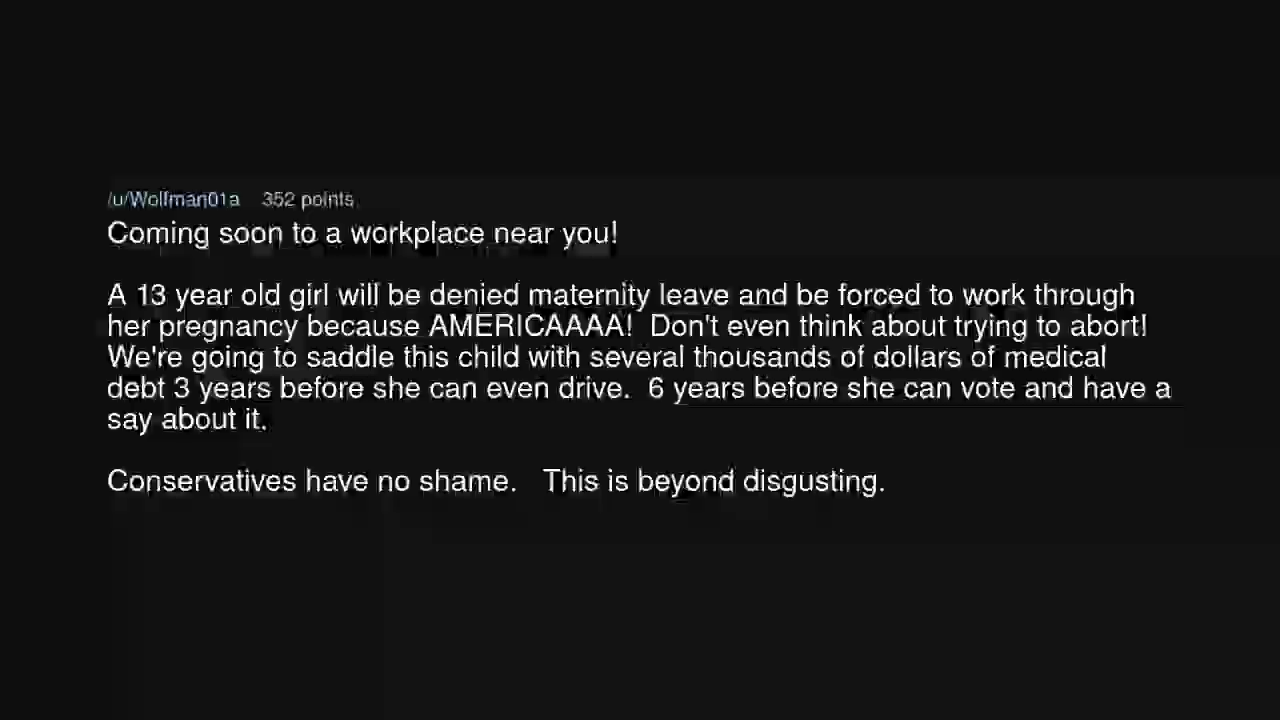 /u/Wolfman01a 352 points
Coming soon to a workplace near you!
A 13 year old girl will be denied maternity leave and be forced to work through
her pregnancy because AMERICAAAA!  Don't even think about trying to abort!
We're going to saddle this child with several thousands of dollars of medical
debt 3 years before she can even drive.  6 years before she can vote and have a
say about it.
Conservatives have no shame.   This is beyond disgusting.